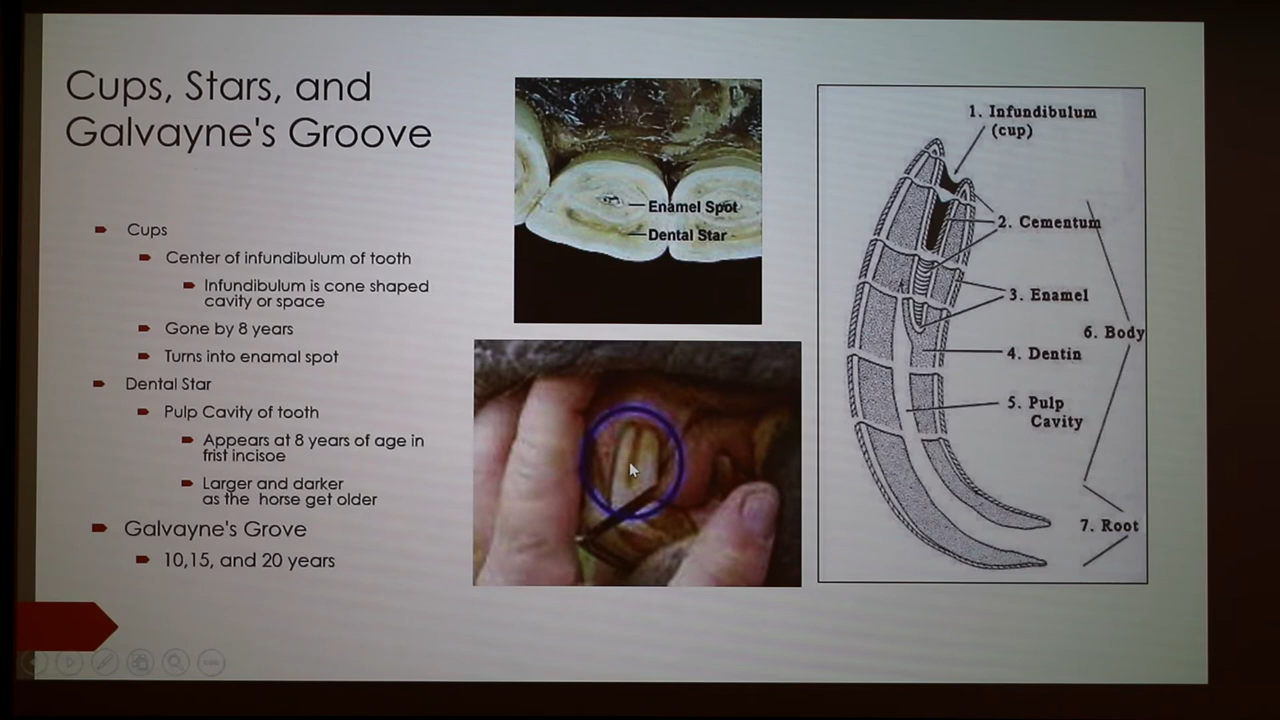 Cups, Stars, and
Galvayne's Groove
Cups
Center of infundibulum of tooth
Infundibulum is cone shaped
cavity or space
Gone by 8 years
Turns into enamal spot
Dental Star
Pulp Cavity of tooth
Appears at 8 years of age in
frist incisoe
Larger and darker
as the horse get older
Galvayne's Grove
10,15, and 20 years
Enamel Spot
Dental Star
1. Infundibulum
(cup)
2. Cementum
3. Enamel
6. Body
4. Dentin
5. Pulp
Cavity
7. Root